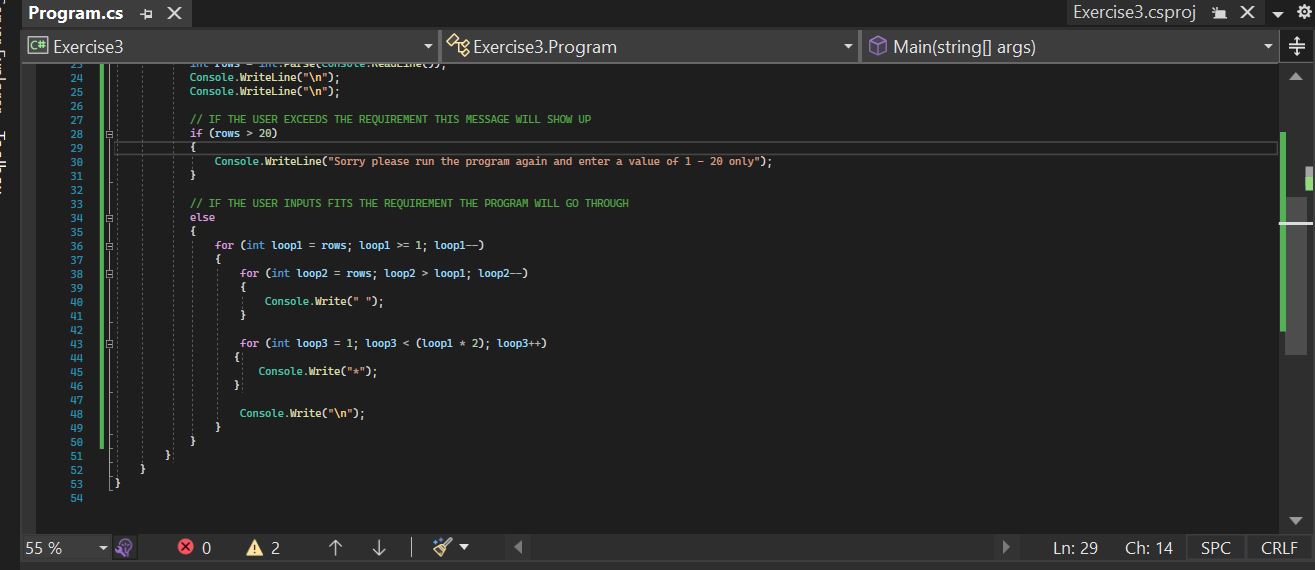 Program.cs
Exercise3.csproj
Exercise3
Exercise3.Program
Main(string[] args)
23 int rows = int.Parse(Console.ReadLine());
24 Console.WriteLine("\n");
25 Console.WriteLine("\n");
26
27 // IF THE USER EXCEEDS THE REQUIREMENT THIS MESSAGE WILL SHOW UP
28 if (rows > 20)
29 {
30 Console.WriteLine("Sorry please run the program again and enter a value of 1 - 20 only");
31 }
32
33 // IF THE USER INPUTS FITS THE REQUIREMENT THE PROGRAM WILL GO THROUGH
34 else
35 {
36 for (int loop1 = rows; loop1 >= 1; loop1--)
37 {
38 for (int loop2 = rows; loop2 > loop1; loop2--)
39 {
40 Console.Write(" ");
41 }
42
43 for (int loop3 = 1; loop3 < (loop1 * 2); loop3++)
44 {
45 Console.Write("*");
46 }
47
48 Console.Write("\n");
49 }
50 }
51 }
52 }
53 }
54
55 % 0 2 Ln: 29 Ch: 14 SPC CRLF